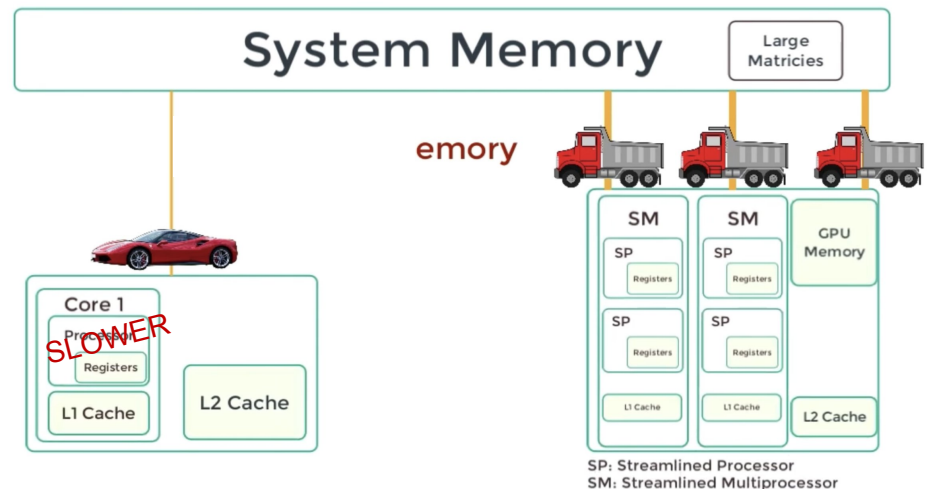 System Memory
Large
Matricies
emory
Core 1
Processor
SLOWER
Registers
L1 Cache
L2 Cache
SM
SP
Registers
SP
Registers
L1 Cache
SM
SP
Registers
SP
Registers
L1 Cache
GPU
Memory
L2 Cache
SP: Streamlined Processor
SM: Streamlined Multiprocessor